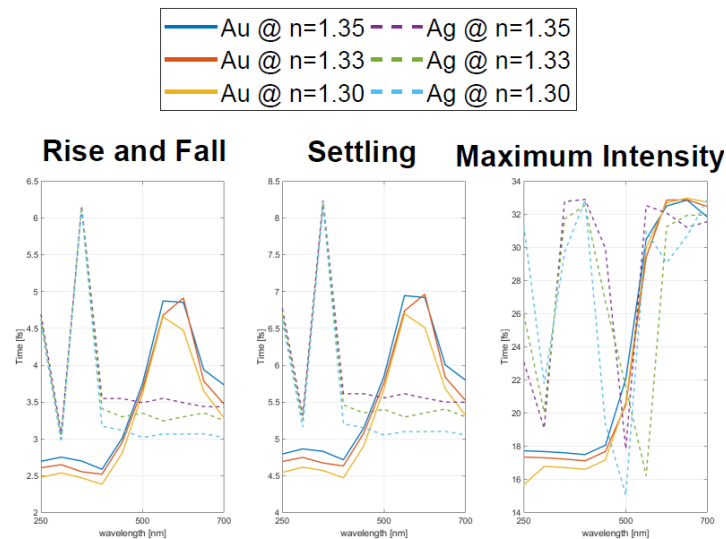 Au @ n=1.35 Ag @ n=1.35
Au @ n=1.33 Ag @ n=1.33
Au @ n=1.30 Ag @ n=1.30
Rise and Fall
Settling
Maximum Intensity
6.5
6
5.5
5
4.5
4
3.5
3
2.5
2
Time [fs]
250 500 700
wavelength [nm]
8.5
8
7.5
7
6.5
6
5.5
5
4.5
4
Time [fs]
250 500 700
wavelength [nm]
34
32
30
28
26
24
22
20
18
16
14
Time [fs]
250 500 700
wavelength [nm]